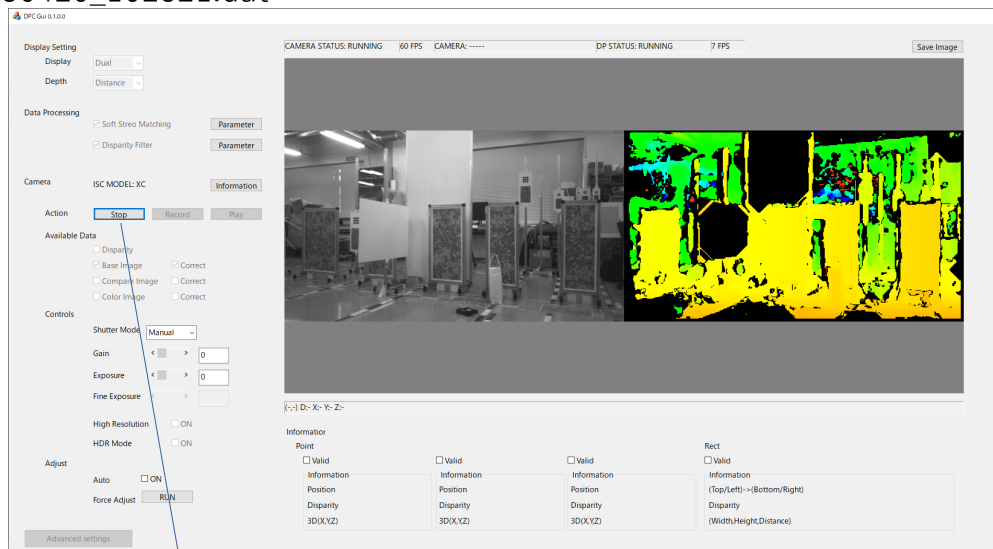 DPC Gui 0.1.0.0
CAMERA STATUS: RUNNING 60 FPS CAMERA: ----- DP STATUS: RUNNING 7 FPS Save Image
Display Setting
Display Dual
Depth Distance
Data Processing
Soft Streo Matching Parameter
Disparity Filter Parameter
Camera ISC MODEL: XC Information
Action Stop Record Play
Available Data
Disparity
Base Image Correct
Compare Image Correct
Color Image Correct
Controls
Shutter Mode Manual
Gain < > 0
Exposure < > 0
Fine Exposure < >
High Resolution ON
HDR Mode ON
Adjust
Auto ON
Force Adjust RUN
Advanced settings
(-,-) D:- X:- Y:- Z:-
Information
Point Rect
Valid Valid Valid Valid
Information Information Information Information
Position Position Position (Top/Left)->(Bottom/Right)
Disparity Disparity Disparity Disparity
3D(X,YZ) 3D(X,YZ) 3D(X,YZ) (Width,Height,Distance)